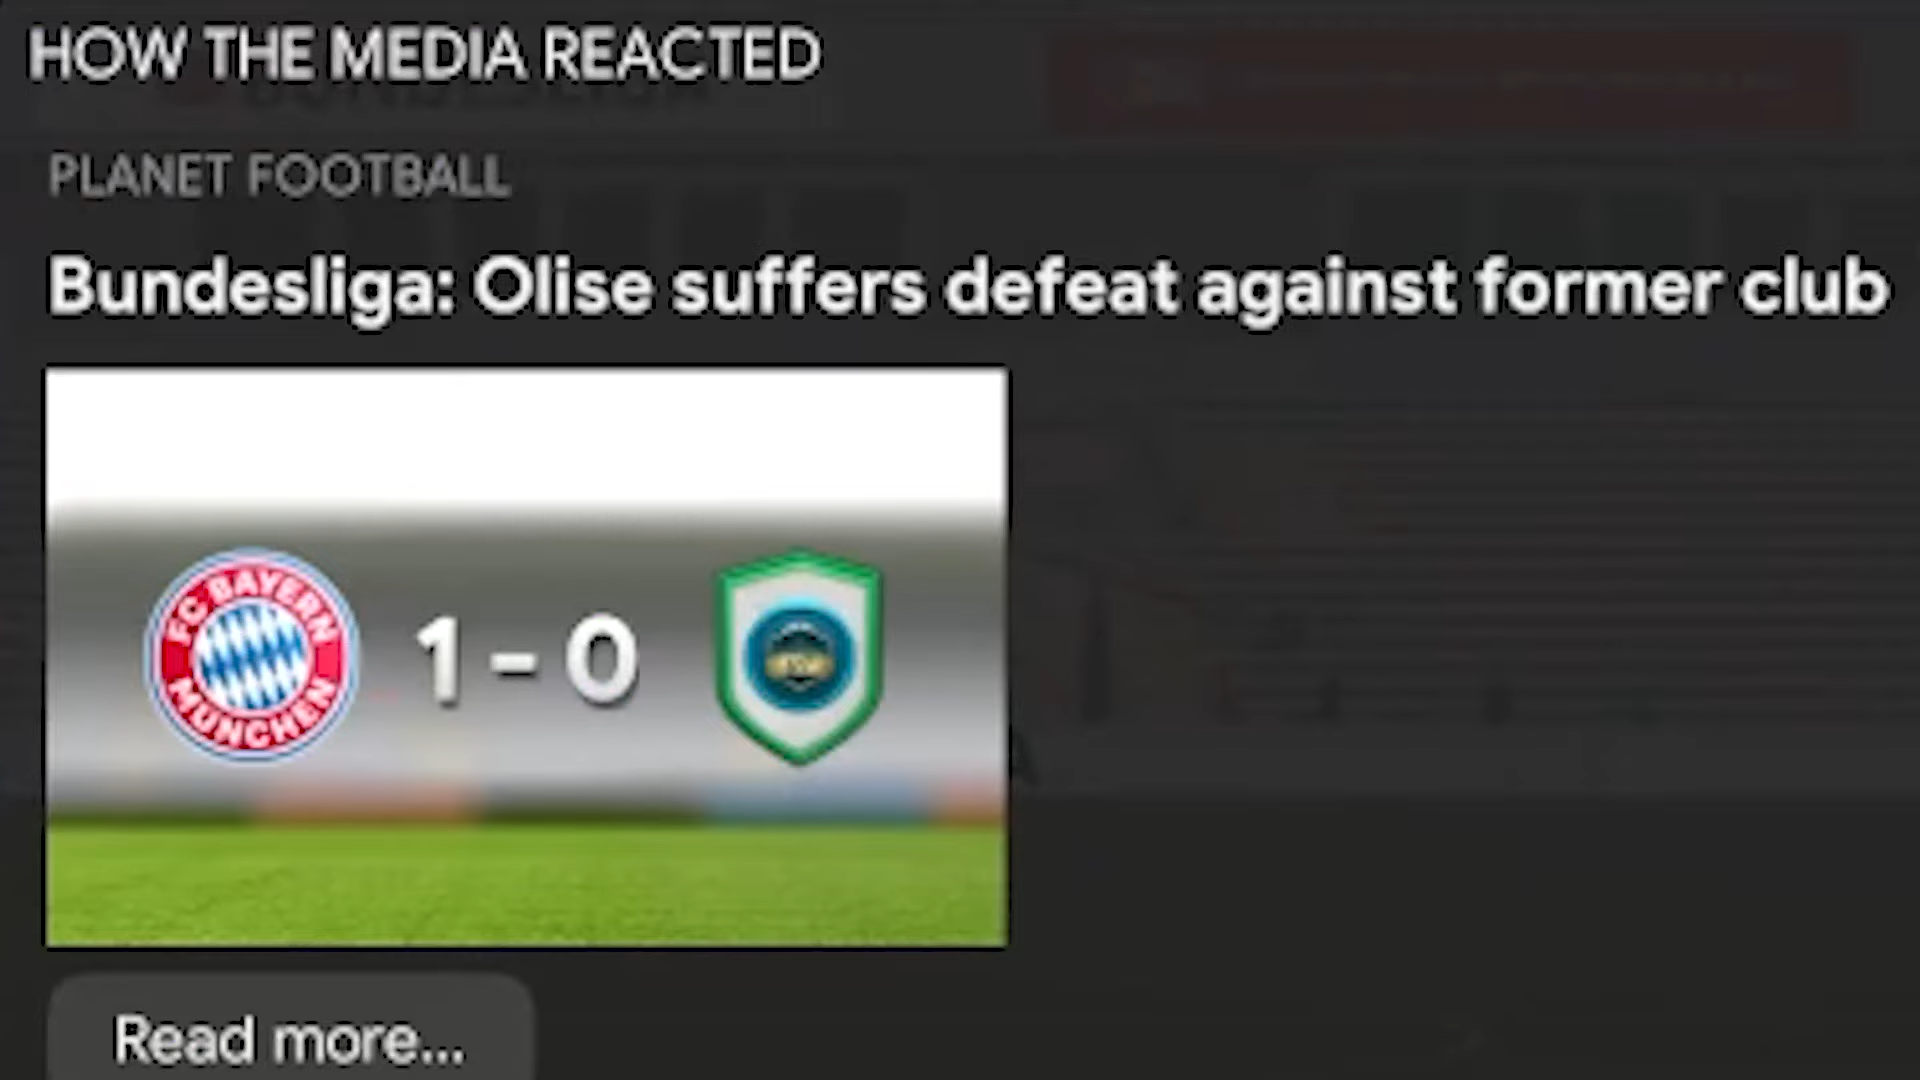 HOW THE MEDIA REACTED
PLANET FOOTBALL
Bundesliga: Olise suffers defeat against former club
FC BAYERN
MÜNCHEN
1 - 0
Read more...